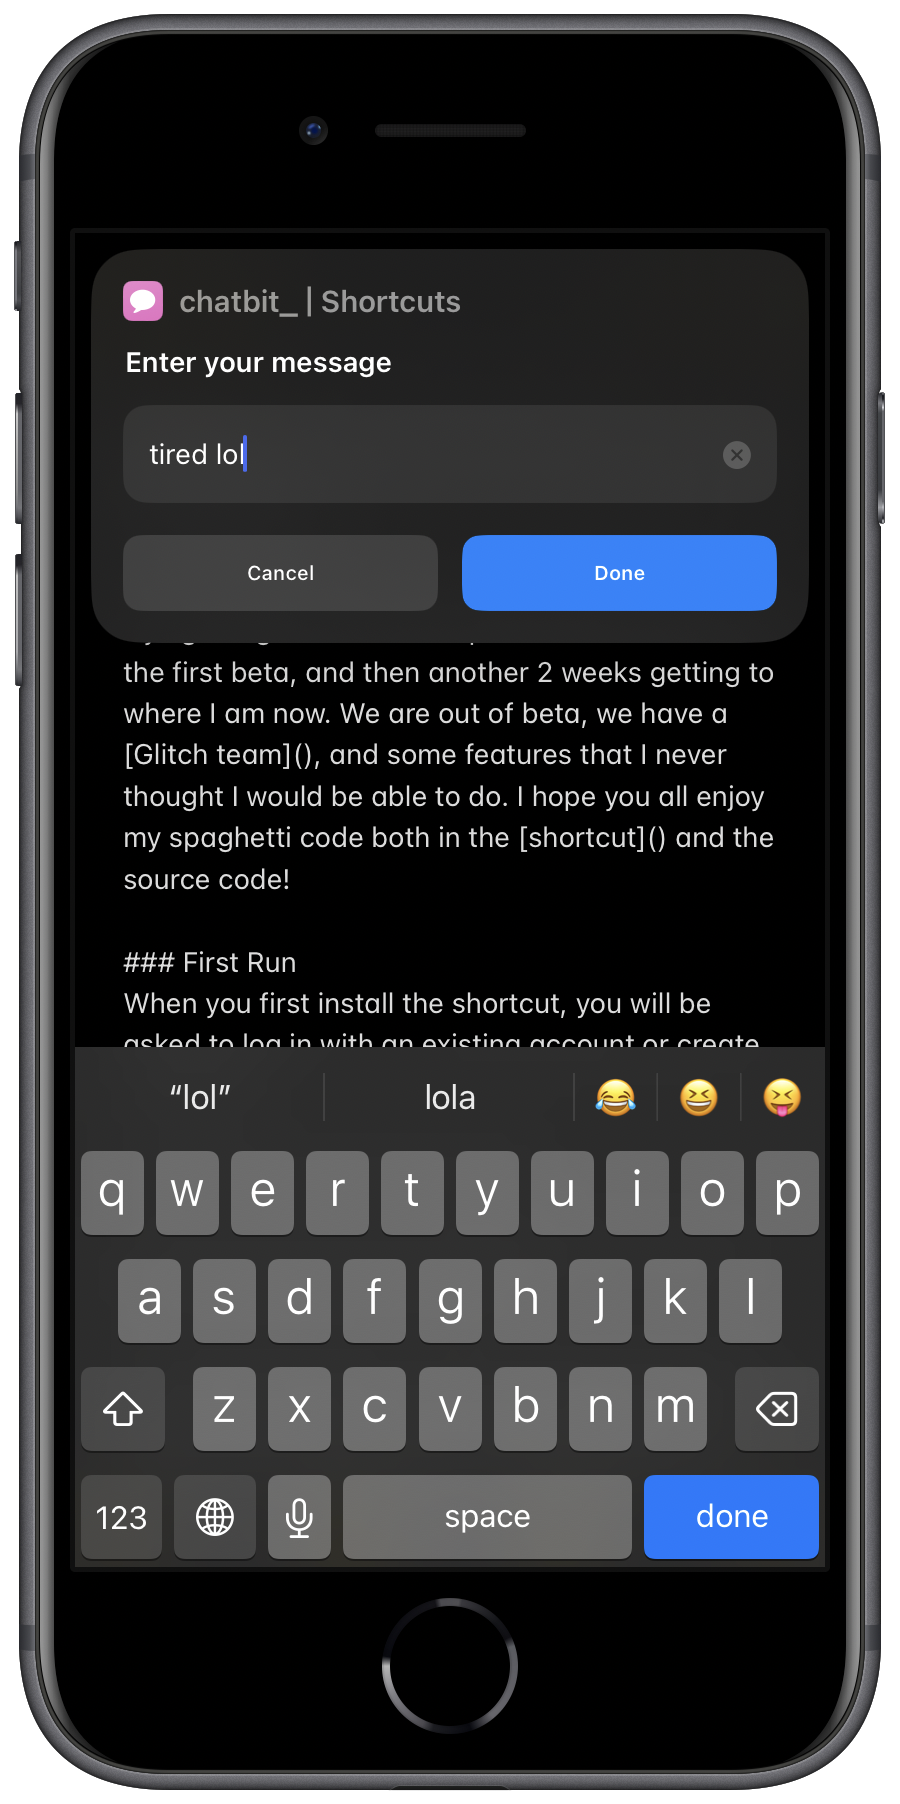 chatbit_ | Shortcuts
Enter your message
tired lol
Cancel Done
the first beta, and then another 2 weeks getting to
where I am now. We are out of beta, we have a
[Glitch team](), and some features that I never
thought I would be able to do. I hope you all enjoy
my spaghetti code both in the [shortcut]() and the
source code!
### First Run
When you first install the shortcut, you will be
asked to log in with an existing account or create
“lol” lola 😂 😆 😝
q w e r t y u i o p
a s d f g h j k l
z x c v b n m
123 space done